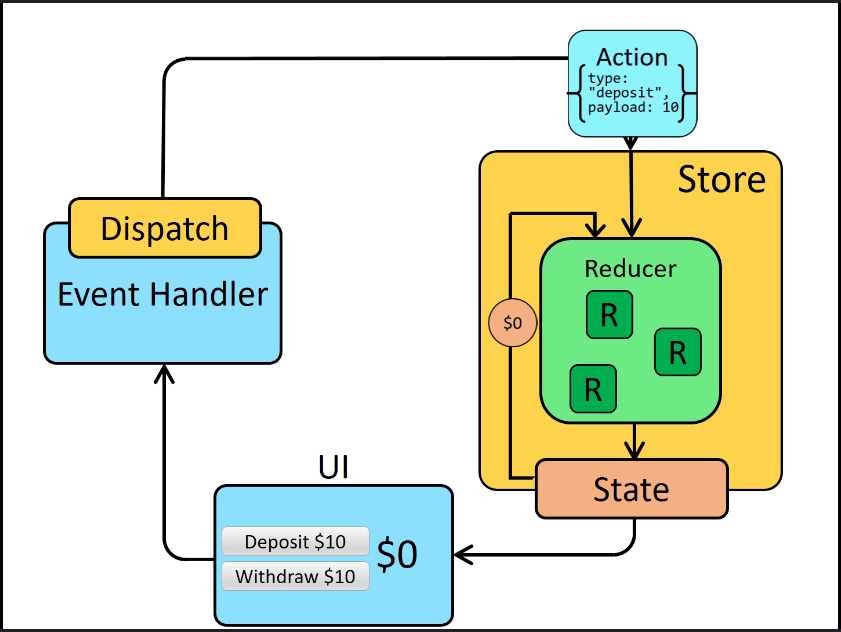 Action
type:
"deposit",
payload: 10
Store
Dispatch
Event Handler
Reducer
R
$0
R
R
UI
State
Deposit $10
$0
Withdraw $10